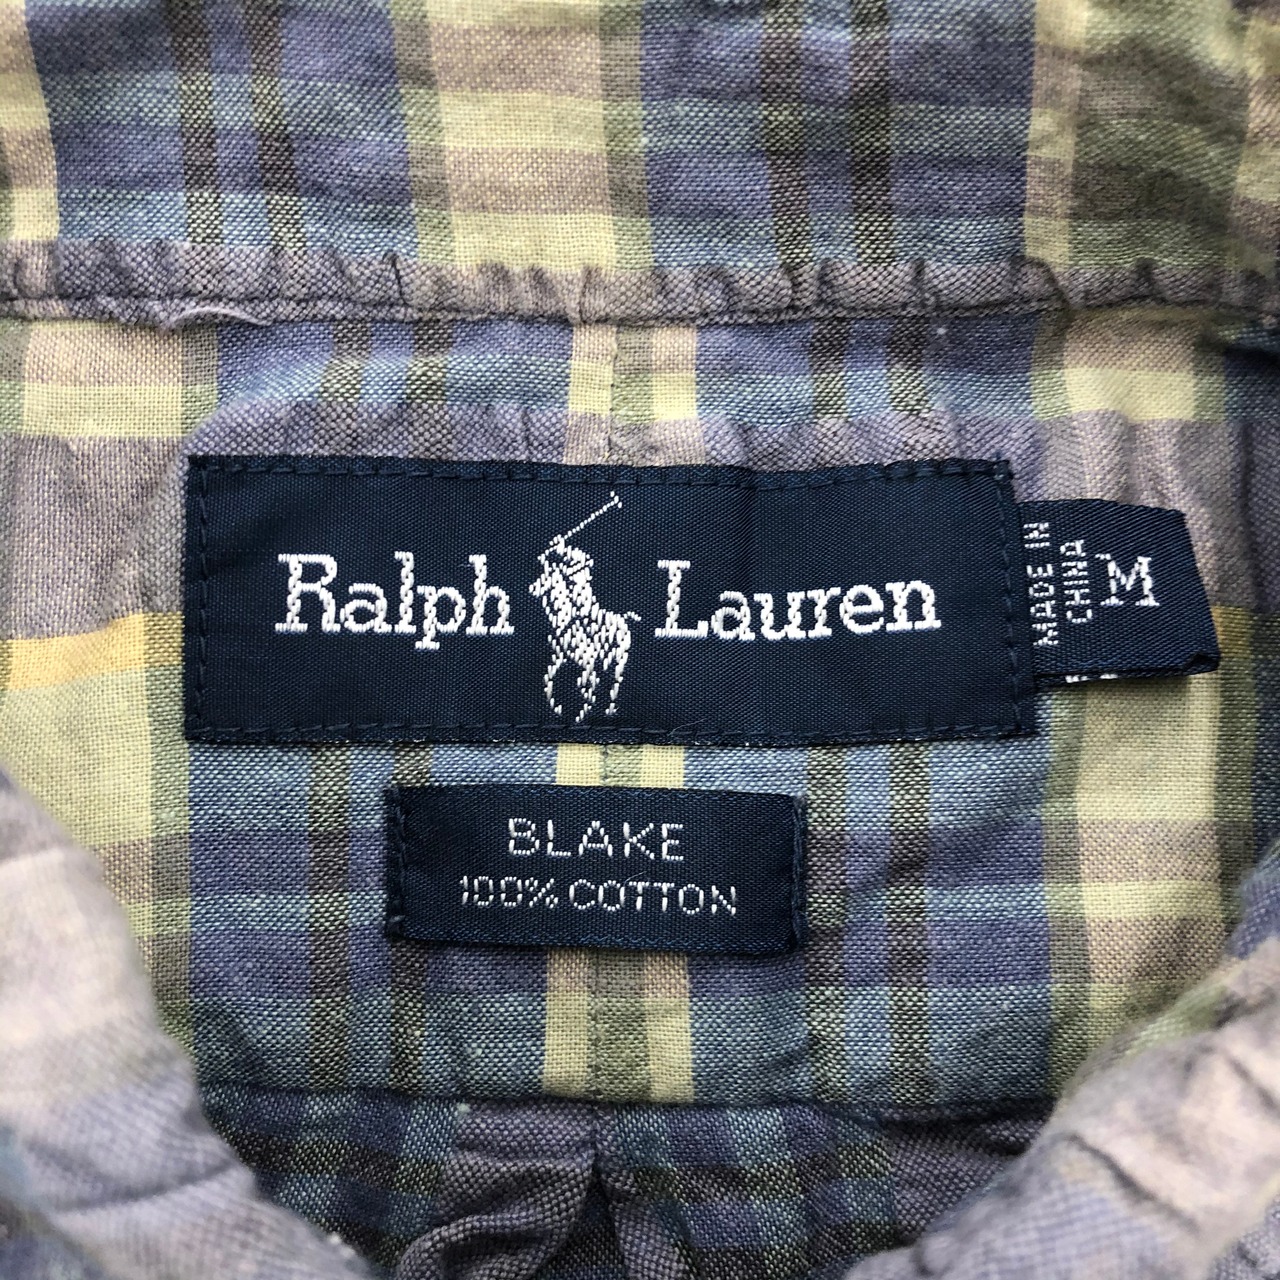 Ralph Lauren
MADE IN
CHINA
M
BLAKE
100% COTTON